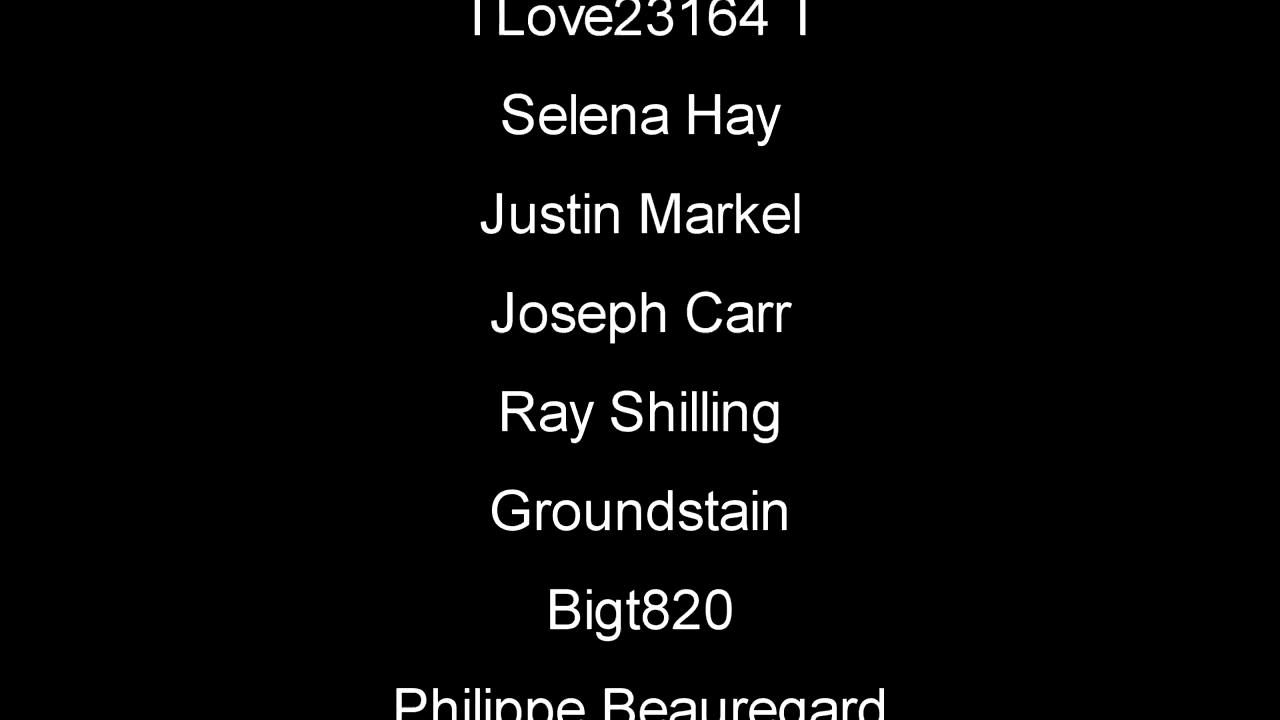 Love23164
Selena Hay
Justin Markel
Joseph Carr
Ray Shilling
Groundstain
Bigt820
Philippe Beauregard